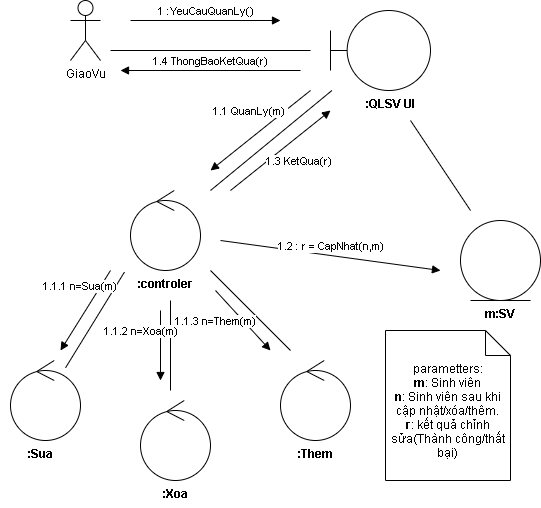 1 :YeuCauQuanLy()
GiaoVu
1.4 ThongBaoKetQua(r)
:QLSV UI
1.1 QuanLy(m)
1.3 KetQua(r)
1.2 : r = CapNhat(n,m)
:controler
m:SV
1.1.1 n=Sua(m)
1.1.2 n=Xoa(m)
1.1.3 n=Them(m)
:Sua
:Xoa
:Them
parametters:
m: Sinh viên
n: Sinh viên sau khi
cập nhật/xóa/thêm.
r: kết quả chỉnh
sửa(Thành công/thất
bại)